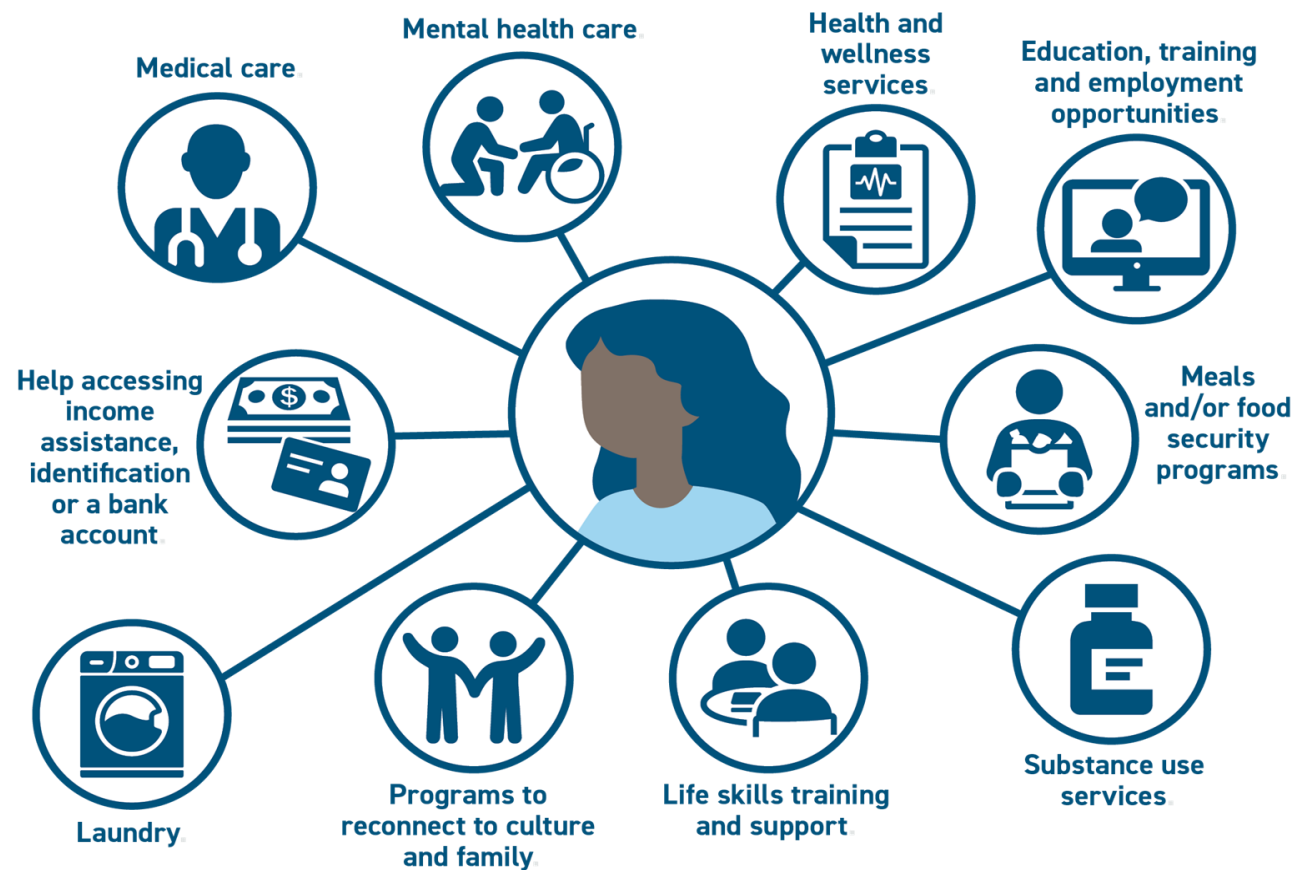 Mental health care.
Medical care.
Health and
wellness
services.
Education, training
and employment
opportunities.
Help accessing
income
assistance,
identification
or a bank
account.
$
Meals
and/or food
security
programs.
Laundry.
Programs to
reconnect to culture
and family.
Life skills training
and support.
Substance use
services.